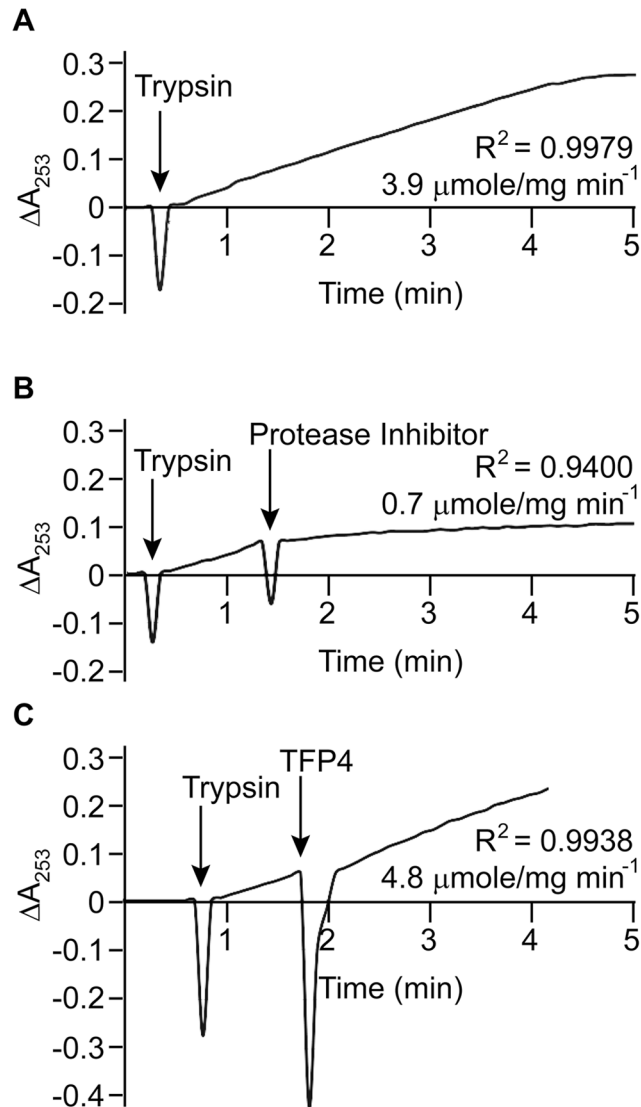 A
0.3
Trypsin
0.2
0.1
R² = 0.9979
3.9 μmole/mg min⁻¹
0
ΔA₂₅₃
-0.1
-0.2
1 2 3 4 5
Time (min)
B
0.3
Protease Inhibitor
Trypsin
0.2
R² = 0.9400
0.7 μmole/mg min⁻¹
0.1
0
ΔA₂₅₃
-0.1
-0.2
1 2 3 4 5
Time (min)
C
0.3
TFP4
Trypsin
0.2
0.1
R² = 0.9938
4.8 μmole/mg min⁻¹
0
ΔA₂₅₃
1 2 3 4 5
-0.1
-0.2
Time (min)
-0.3
-0.4